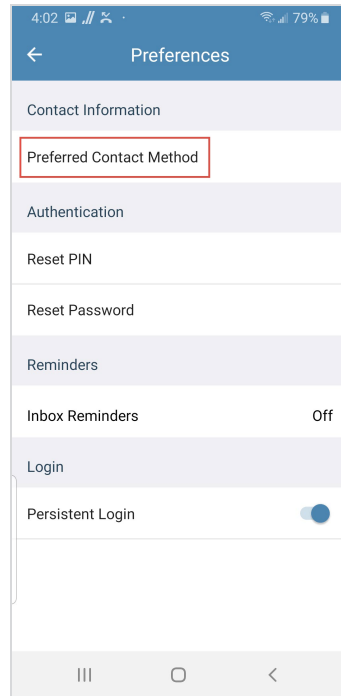 4:02 79%
Preferences
Contact Information
Preferred Contact Method
Authentication
Reset PIN
Reset Password
Reminders
Inbox Reminders Off
Login
Persistent Login